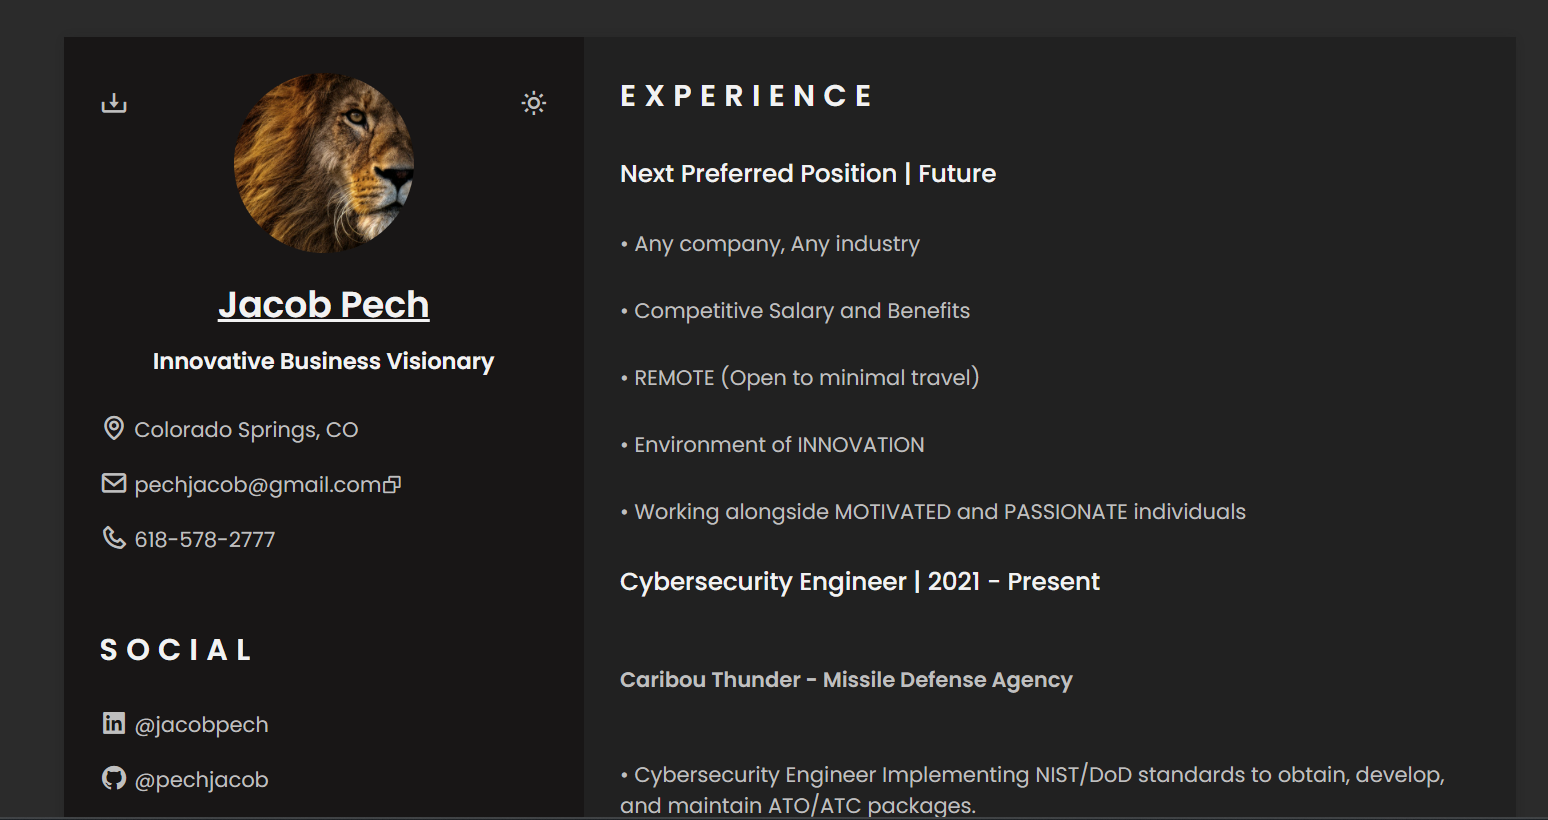 Jacob Pech
Innovative Business Visionary
Colorado Springs, CO
pechjacob@gmail.com
618-578-2777
SOCIAL
in @jacobpech
@pechjacob
EXPERIENCE
Next Preferred Position | Future
• Any company, Any industry
• Competitive Salary and Benefits
• REMOTE (Open to minimal travel)
• Environment of INNOVATION
• Working alongside MOTIVATED and PASSIONATE individuals
Cybersecurity Engineer | 2021 - Present
Caribou Thunder - Missile Defense Agency
• Cybersecurity Engineer Implementing NIST/DoD standards to obtain, develop,
and maintain ATO/ATC packages.